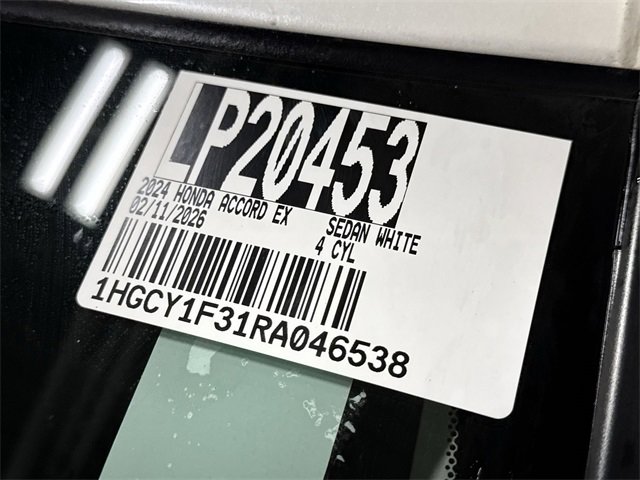 LP20453
2024 HONDA ACCORD EX SEDAN WHITE
02/11/2026 4 CYL
1HGCY1F31RA046538